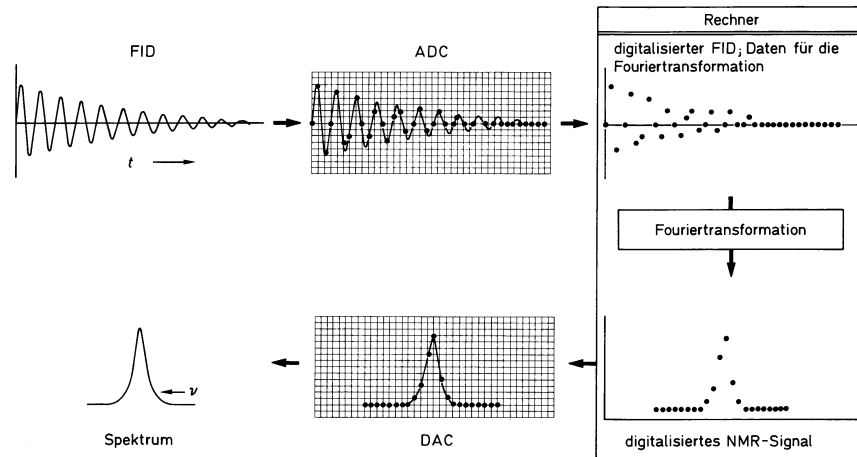 FID
ADC
Rechner
digitalisierter FID; Daten für die
Fouriertransformation
t
Fouriertransformation
ν
Spektrum
DAC
digitalisiertes NMR-Signal